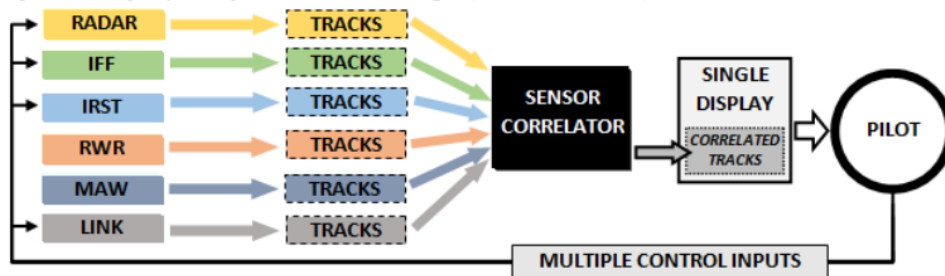 RADAR
TRACKS
IFF
TRACKS
IRST
TRACKS
RWR
TRACKS
MAW
TRACKS
LINK
TRACKS
SENSOR
CORRELATOR
SINGLE
DISPLAY
CORRELATED
TRACKS
PILOT
MULTIPLE CONTROL INPUTS